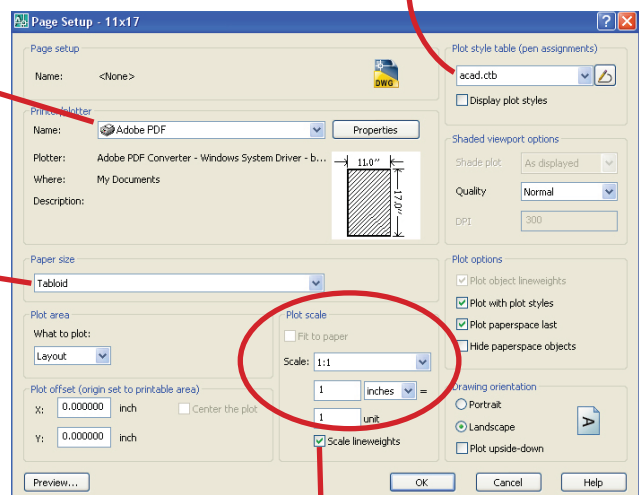 Page Setup - 11x17
Page setup
Name: <None>
DWG
Printer/plotter
Name: Adobe PDF
Properties
Plotter: Adobe PDF Converter - Windows System Driver - b...
Where: My Documents
Description:
11.0"
17.0"
Paper size
Tabloid
Plot area
What to plot:
Layout
Plot offset (origin set to printable area)
X: 0.000000 inch
Center the plot
Y: 0.000000 inch
Plot scale
Fit to paper
Scale: 1:1
1 inches =
1 unit
Scale lineweights
Plot style table (pen assignments)
acad.ctb
Display plot styles
Shaded viewport options
Shade plot As displayed
Quality Normal
DPI 300
Plot options
Plot object lineweights
Plot with plot styles
Plot paperspace last
Hide paperspace objects
Drawing orientation
Portrait
Landscape
A
Plot upside-down
Preview...
OK
Cancel
Help